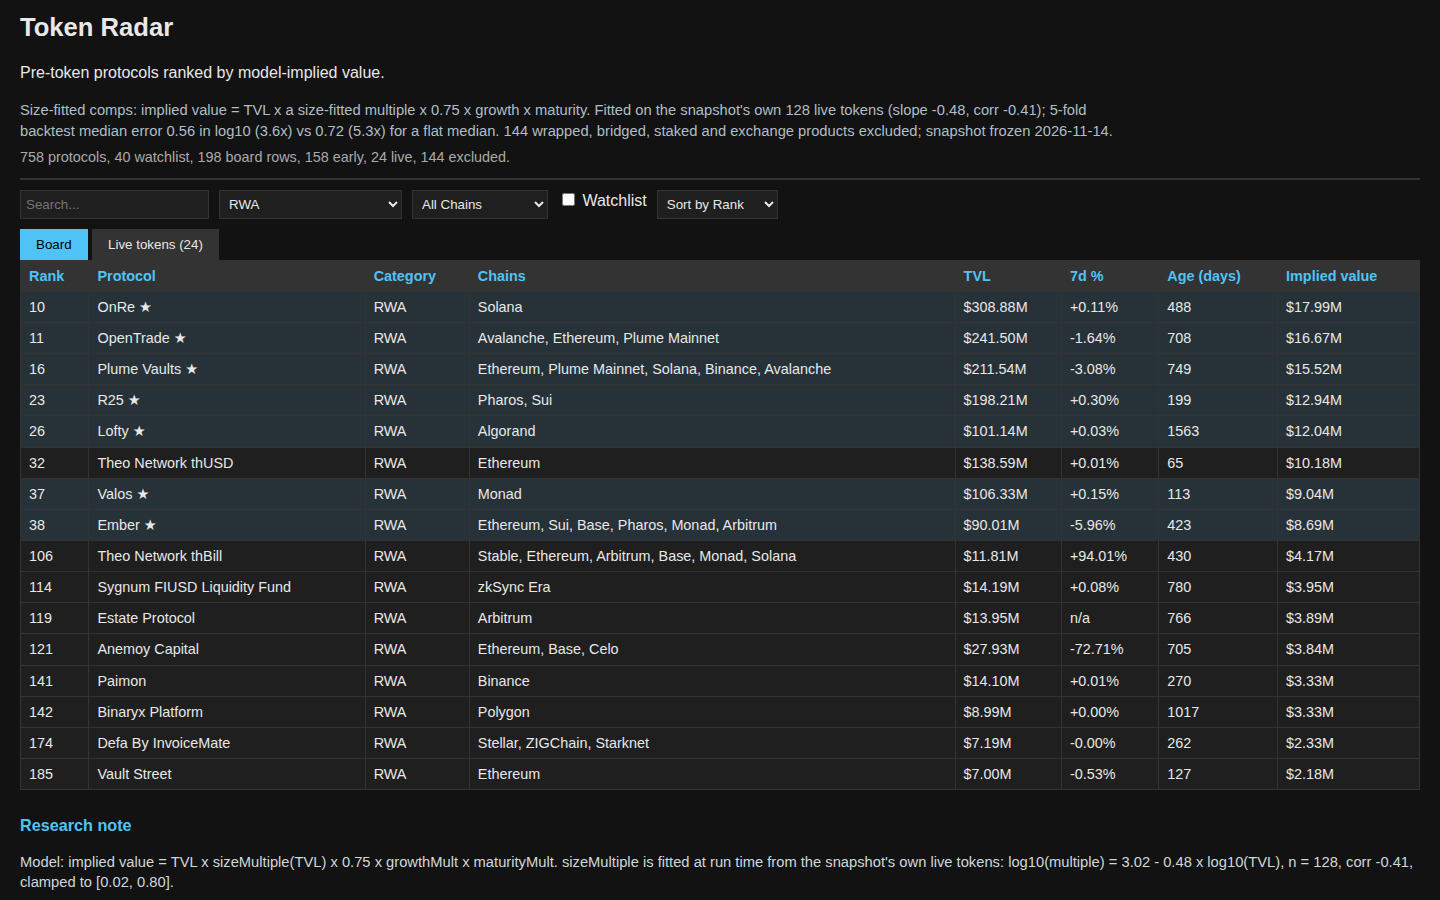 Token Radar
Pre-token protocols ranked by model-implied value.
Size-fitted comps: implied value = TVL x a size-fitted multiple x 0.75 x growth x maturity. Fitted on the snapshot's own 128 live tokens (slope -0.48, corr -0.41); 5-fold
backtest median error 0.56 in log10 (3.6x) vs 0.72 (5.3x) for a flat median. 144 wrapped, bridged, staked and exchange products excluded; snapshot frozen 2026-11-14.
758 protocols, 40 watchlist, 198 board rows, 158 early, 24 live, 144 excluded.
Search... RWA All Chains Watchlist Sort by Rank
Board Live tokens (24)
Rank Protocol Category Chains TVL 7d % Age (days) Implied value
10 OnRe ★ RWA Solana $308.88M +0.11% 488 $17.99M
11 OpenTrade ★ RWA Avalanche, Ethereum, Plume Mainnet $241.50M -1.64% 708 $16.67M
16 Plume Vaults ★ RWA Ethereum, Plume Mainnet, Solana, Binance, Avalanche $211.54M -3.08% 749 $15.52M
23 R25 ★ RWA Pharos, Sui $198.21M +0.30% 199 $12.94M
26 Lofty ★ RWA Algorand $101.14M +0.03% 1563 $12.04M
32 Theo Network thUSD RWA Ethereum $138.59M +0.01% 65 $10.18M
37 Valos ★ RWA Monad $106.33M +0.15% 113 $9.04M
38 Ember ★ RWA Ethereum, Sui, Base, Pharos, Monad, Arbitrum $90.01M -5.96% 423 $8.69M
106 Theo Network thBill RWA Stable, Ethereum, Arbitrum, Base, Monad, Solana $11.81M +94.01% 430 $4.17M
114 Sygnum FIUSD Liquidity Fund RWA zkSync Era $14.19M +0.08% 780 $3.95M
119 Estate Protocol RWA Arbitrum $13.95M n/a 766 $3.89M
121 Anemoy Capital RWA Ethereum, Base, Celo $27.93M -72.71% 705 $3.84M
141 Paimon RWA Binance $14.10M +0.01% 270 $3.33M
142 Binaryx Platform RWA Polygon $8.99M +0.00% 1017 $3.33M
174 Defa By InvoiceMate RWA Stellar, ZIGChain, Starknet $7.19M -0.00% 262 $2.33M
185 Vault Street RWA Ethereum $7.00M -0.53% 127 $2.18M
Research note
Model: implied value = TVL x sizeMultiple(TVL) x 0.75 x growthMult x maturityMult. sizeMultiple is fitted at run time from the snapshot's own live tokens: log10(multiple) = 3.02 - 0.48 x log10(TVL), n = 128, corr -0.41,
clamped to [0.02, 0.80].